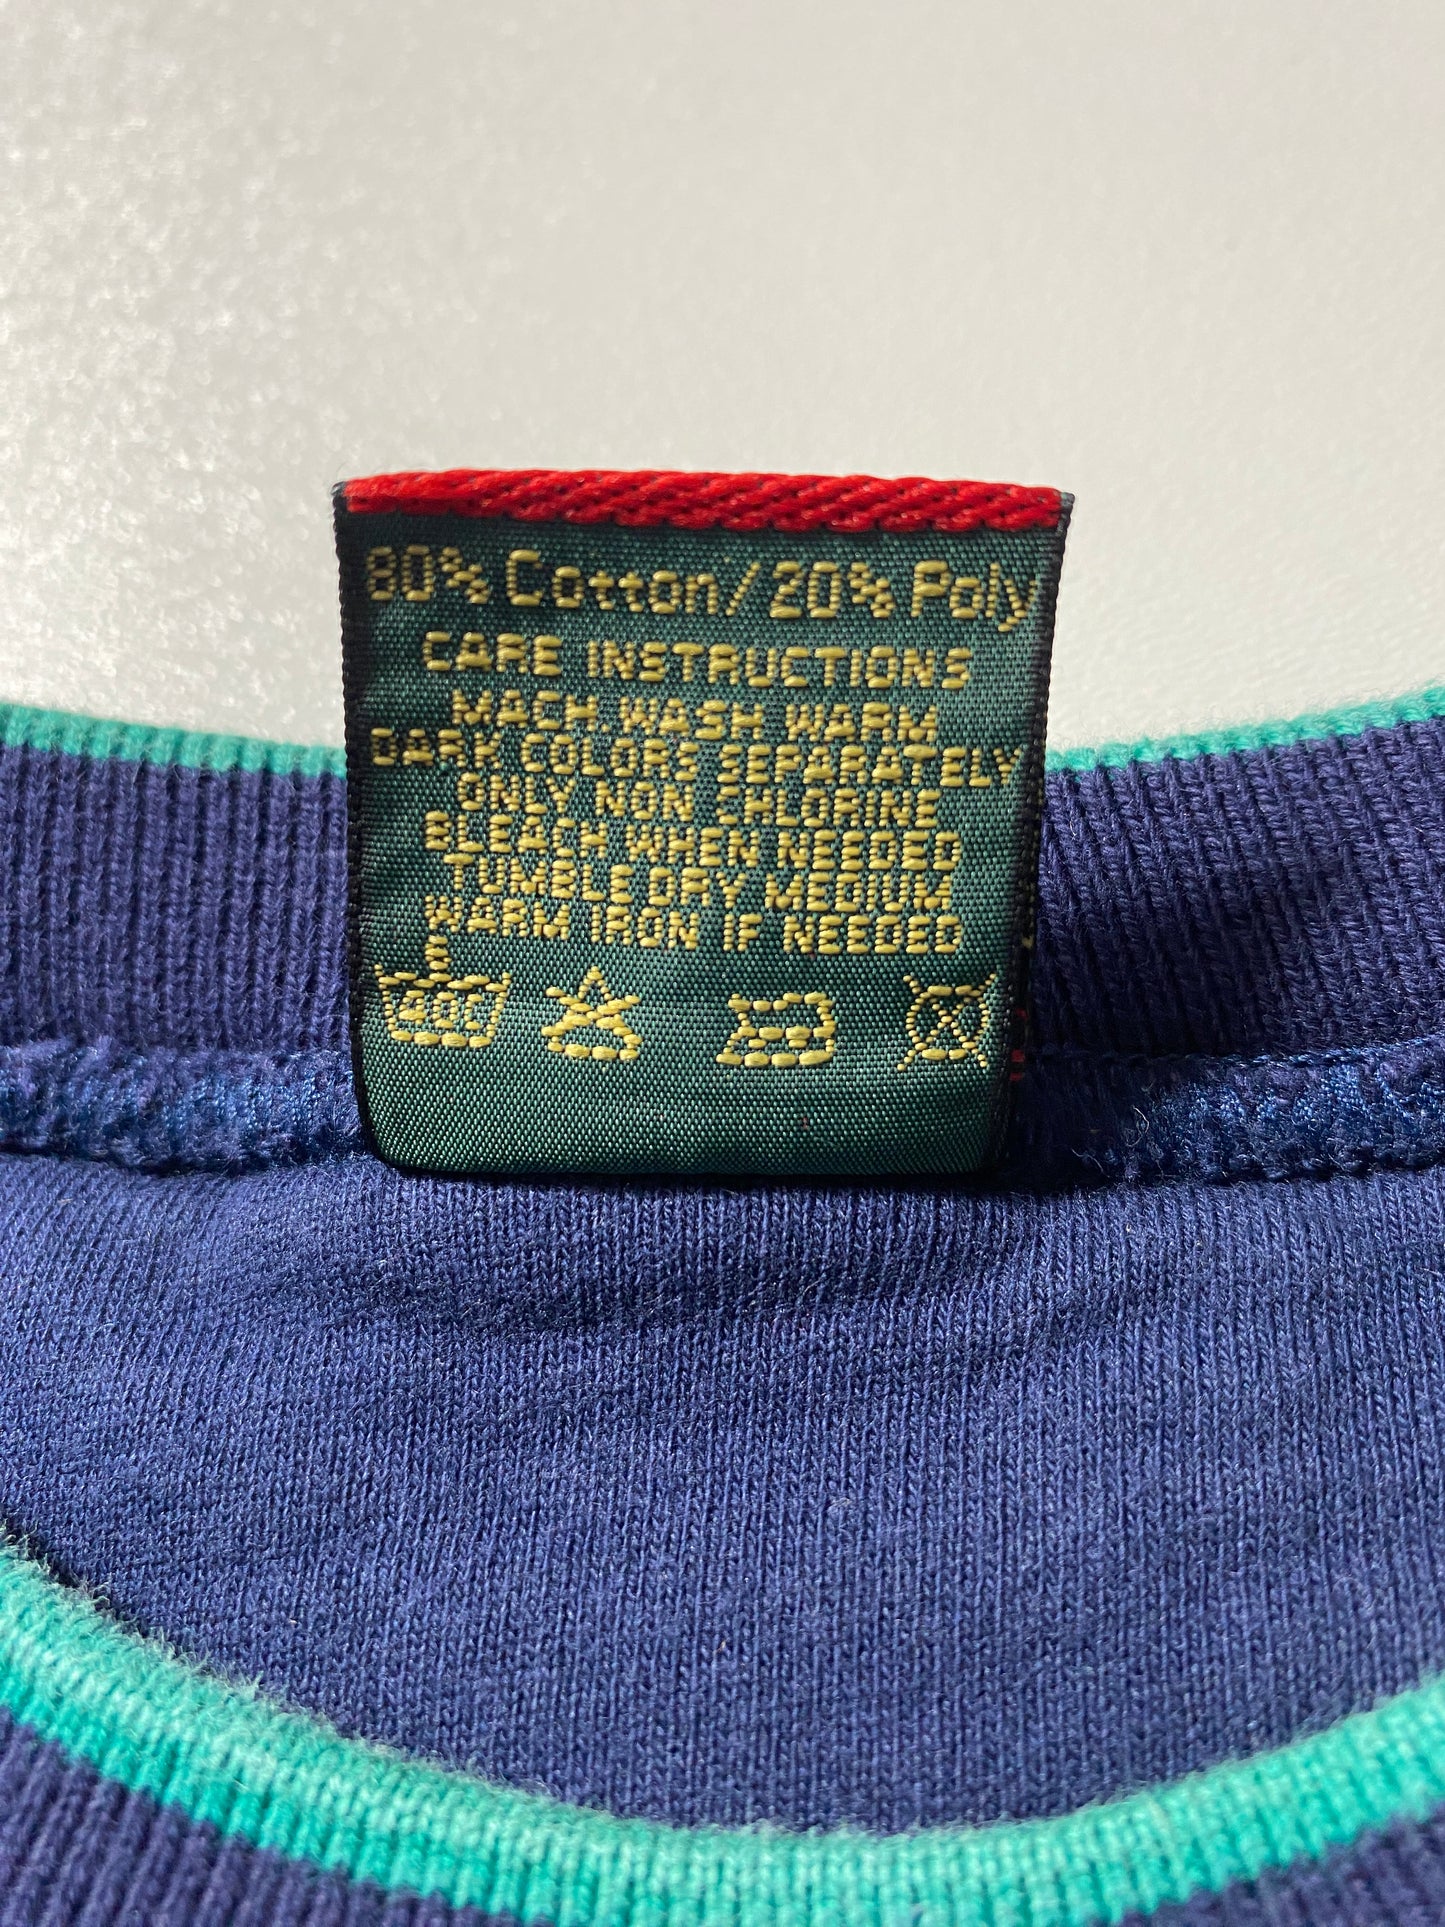 80% Cotton/20% Poly
CARE INSTRUCTIONS
MACH.WASH WARM
DARK COLORS SEPARATELY
ONLY NON CHLORINE
BLEACH WHEN NEEDED
TUMBLE DRY MEDIUM
WARM IRON IF NEEDED